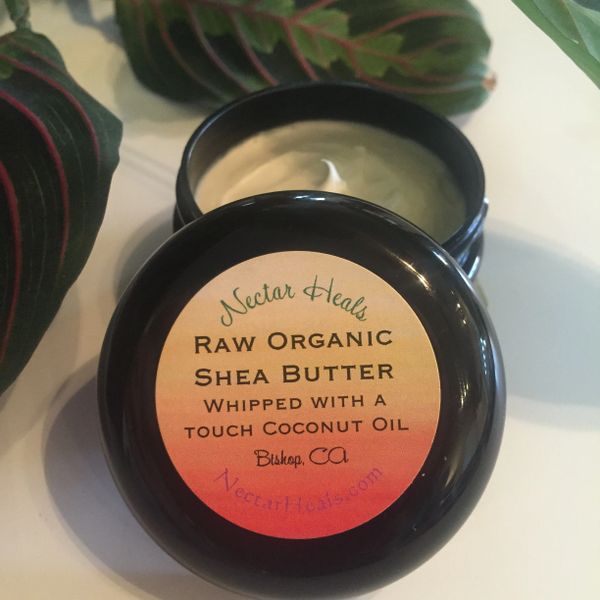 Nectar Heals
Raw Organic
Shea Butter
Whipped with a
touch Coconut Oil
Bishop, CA
NectarHeals.com